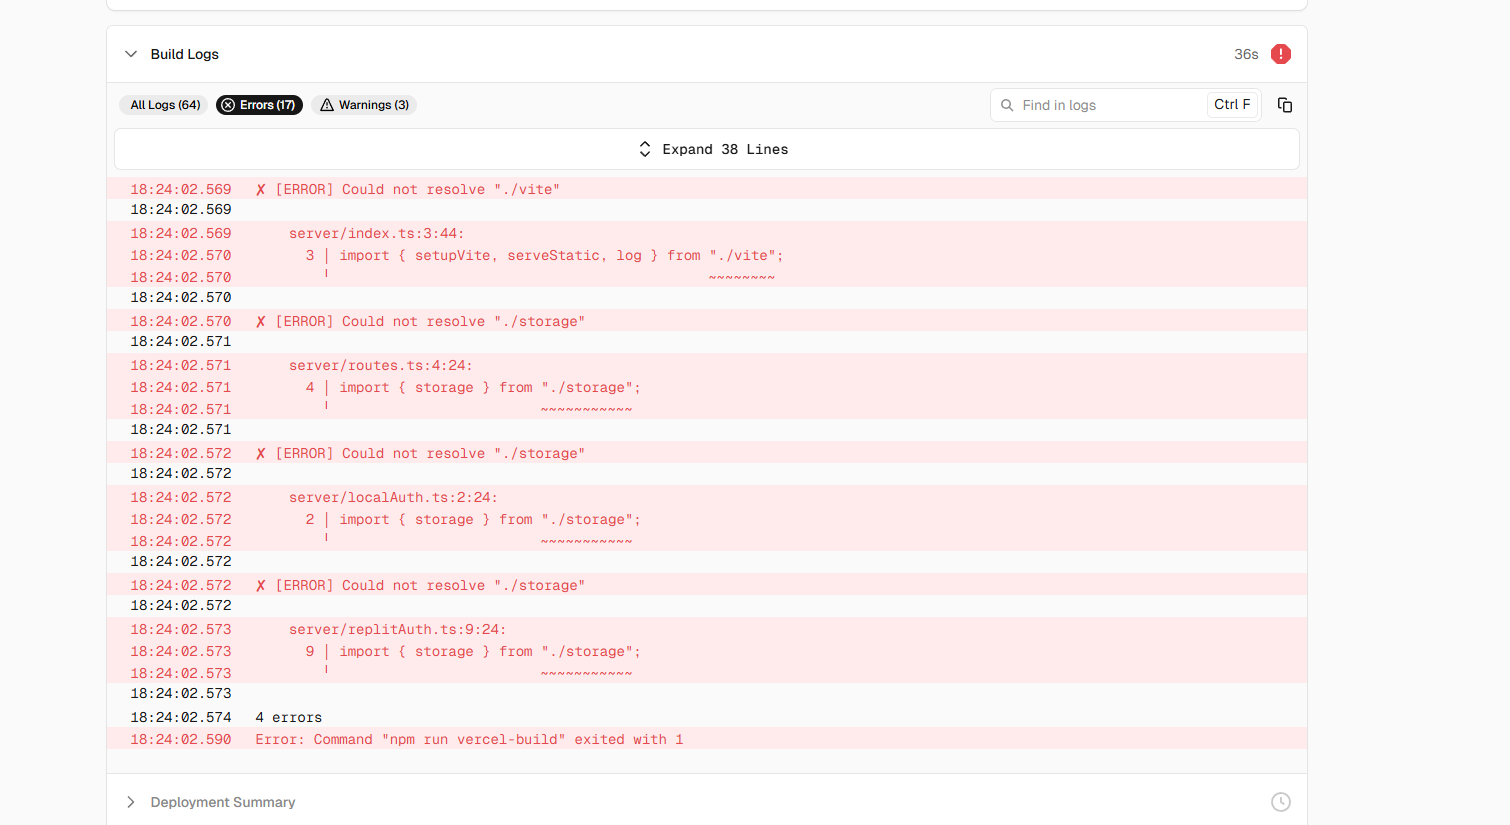 Build Logs
36s
All Logs (64)
Errors (17)
Warnings (3)
Find in logs
Ctrl F
Expand 38 Lines
18:24:02.569 ✗ [ERROR] Could not resolve "./vite"
18:24:02.569
18:24:02.569 server/index.ts:3:44:
18:24:02.570 3 │ import { setupVite, serveStatic, log } from "./vite";
18:24:02.570 ╵ ~~~~~~~~
18:24:02.570
18:24:02.570 ✗ [ERROR] Could not resolve "./storage"
18:24:02.571
18:24:02.571 server/routes.ts:4:24:
18:24:02.571 4 │ import { storage } from "./storage";
18:24:02.571 ╵ ~~~~~~~~~~~
18:24:02.571
18:24:02.572 ✗ [ERROR] Could not resolve "./storage"
18:24:02.572
18:24:02.572 server/localAuth.ts:2:24:
18:24:02.572 2 │ import { storage } from "./storage";
18:24:02.572 ╵ ~~~~~~~~~~~
18:24:02.572
18:24:02.572 ✗ [ERROR] Could not resolve "./storage"
18:24:02.572
18:24:02.573 server/replitAuth.ts:9:24:
18:24:02.573 9 │ import { storage } from "./storage";
18:24:02.573 ╵ ~~~~~~~~~~~
18:24:02.573
18:24:02.574 4 errors
18:24:02.590 Error: Command "npm run vercel-build" exited with 1
Deployment Summary